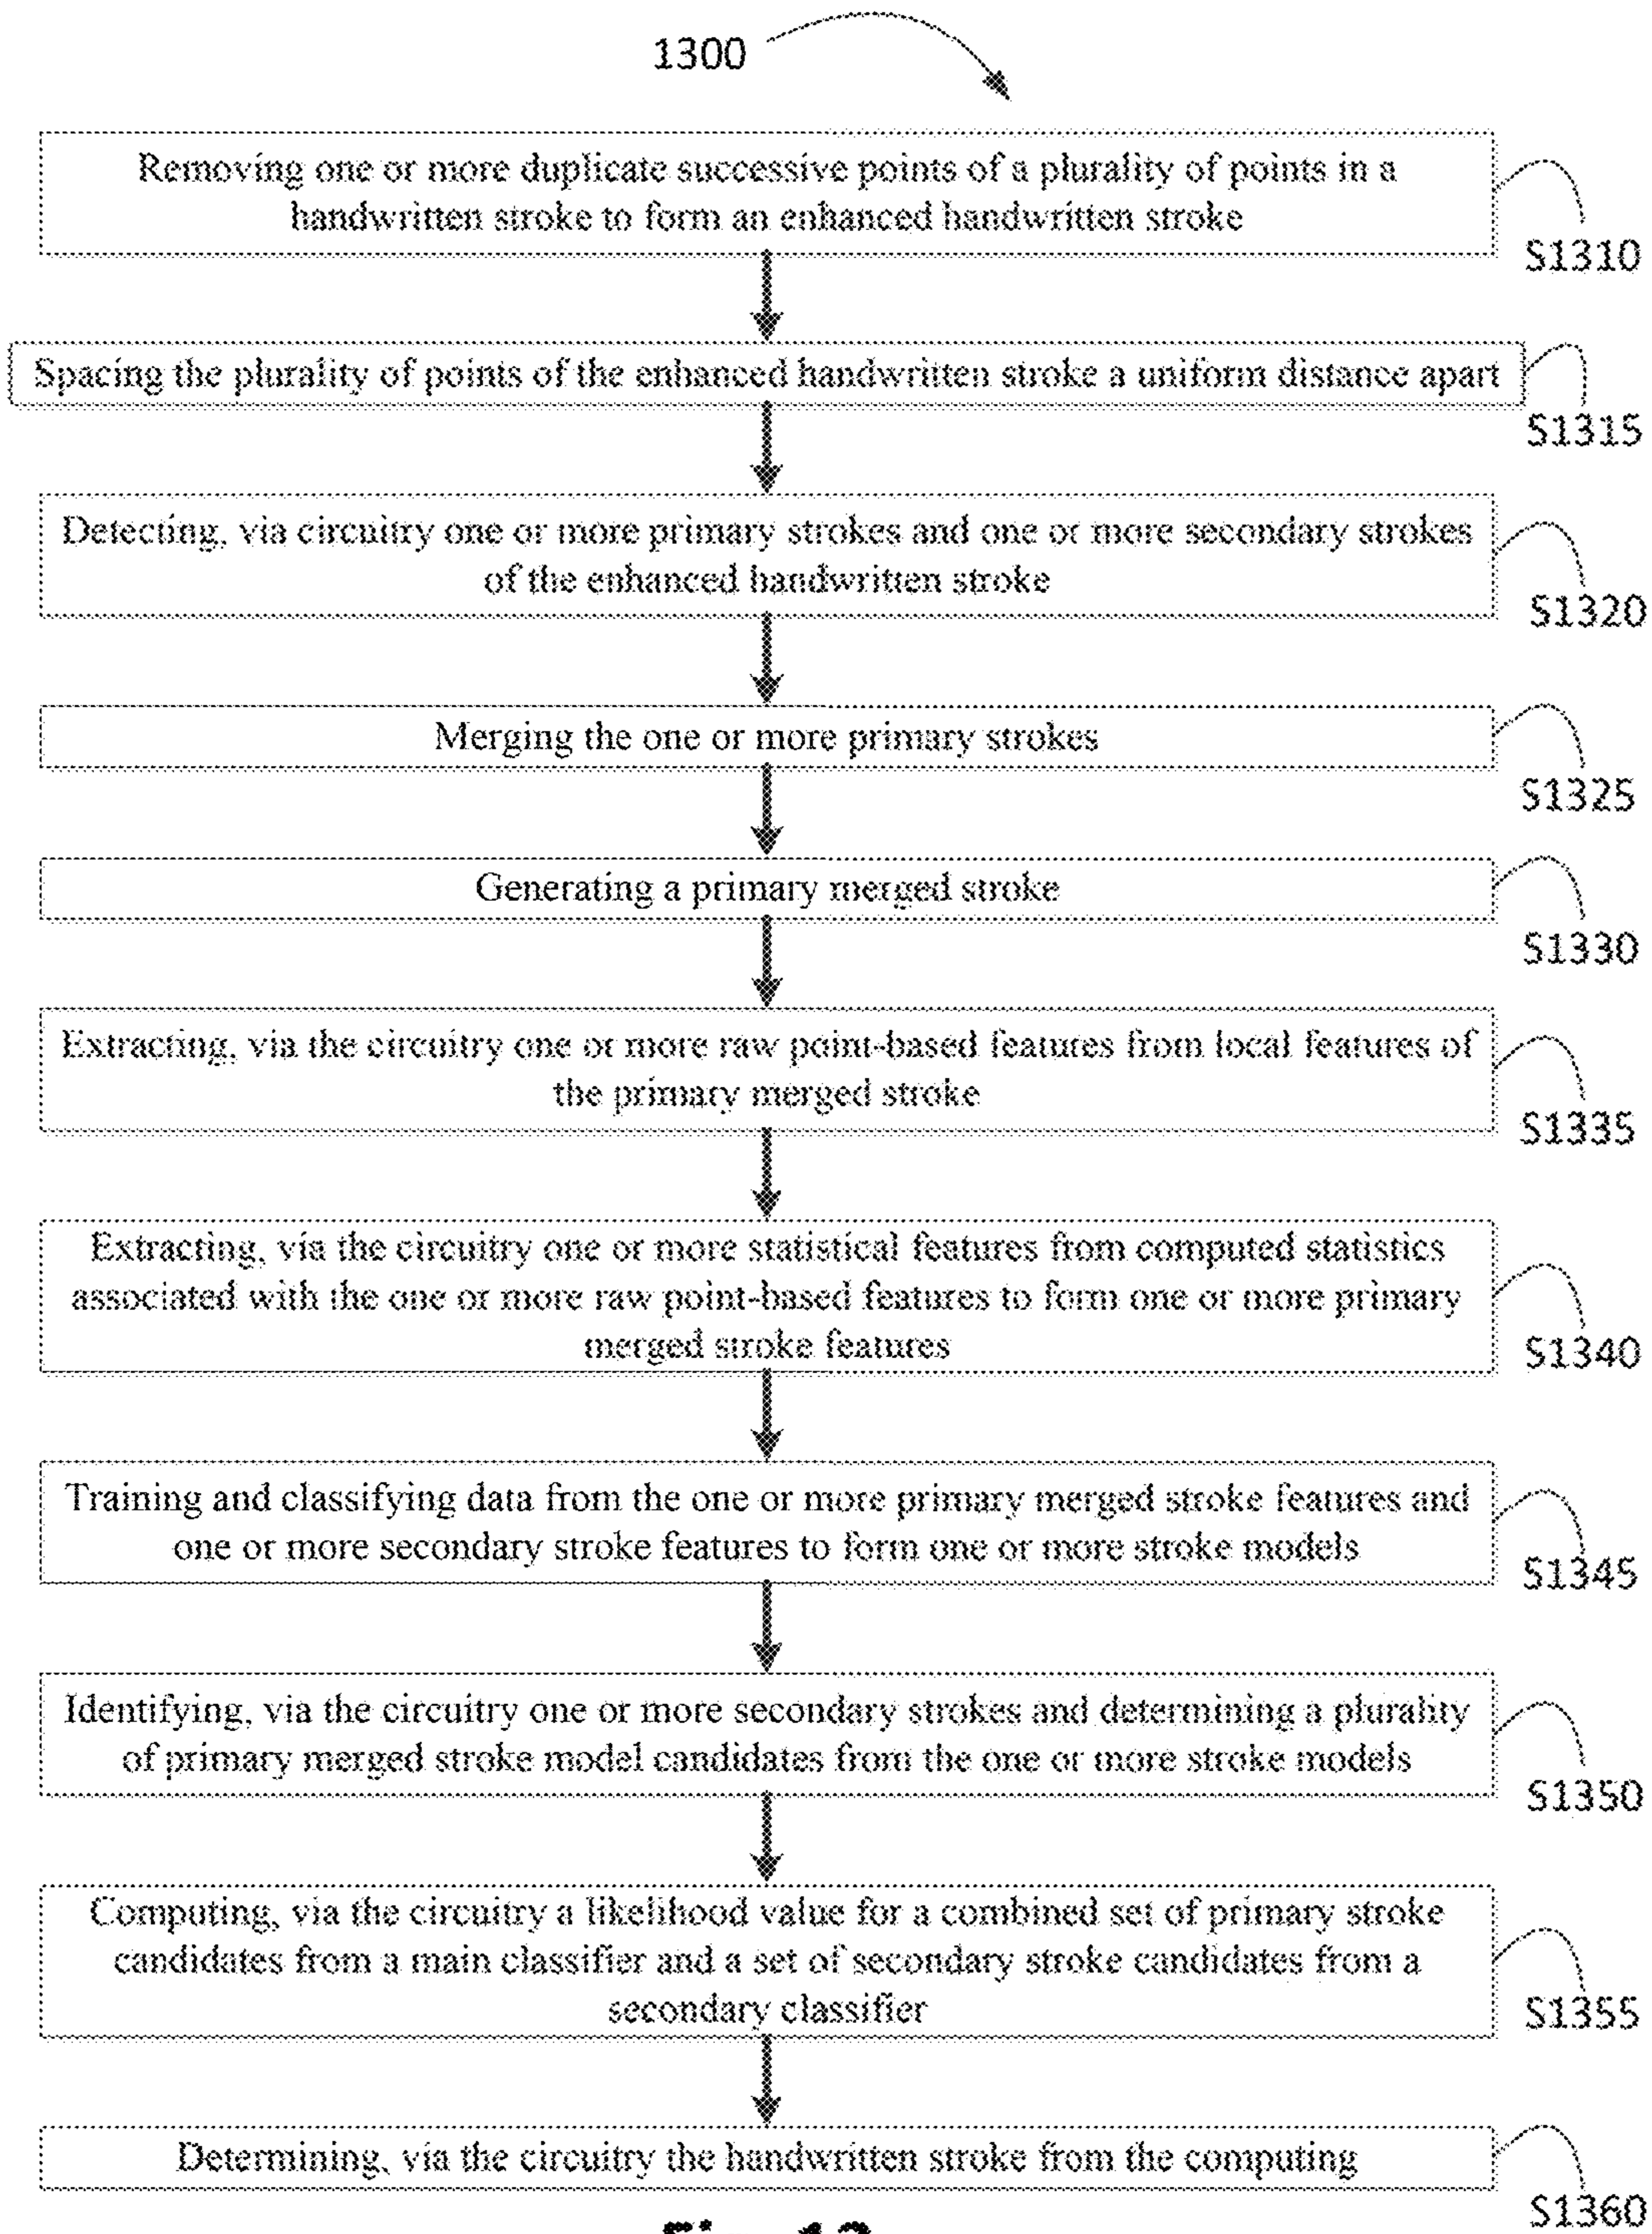 1300
Removing one or more duplicate successive points of a plurality of points in a
handwritten stroke to form an enhanced handwritten stroke
S1310
Spacing the plurality of points of the enhanced handwritten stroke a uniform distance apart
S1315
Detecting, via circuitry one or more primary strokes and one or more secondary strokes
of the enhanced handwritten stroke
S1320
Merging the one or more primary strokes
S1325
Generating a primary merged stroke
S1330
Extracting, via the circuitry one or more raw point-based features from local features of
the primary merged stroke
S1335
Extracting, via the circuitry one or more statistical features from computed statistics
associated with the one or more raw point-based features to form one or more primary
merged stroke features
S1340
Training and classifying data from the one or more primary merged stroke features and
one or more secondary stroke features to form one or more stroke models
S1345
Identifying, via the circuitry one or more secondary strokes and determining a plurality
of primary merged stroke model candidates from the one or more stroke models
S1350
Computing, via the circuitry a likelihood value for a combined set of primary stroke
candidates from a main classifier and a set of secondary stroke candidates from a
secondary classifier
S1355
Determining, via the circuitry the handwritten stroke from the computing
S1360